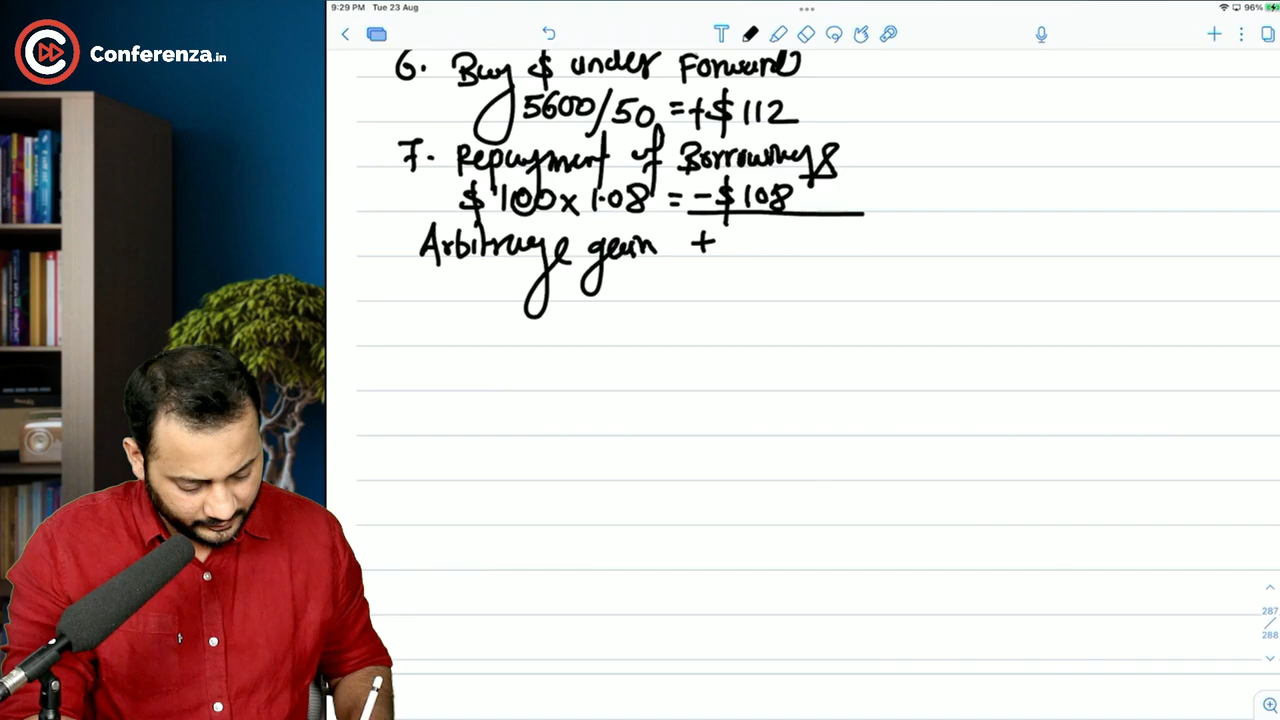 9:29 PM Tue 23 Aug
96%
Conferenza.in
6. Buy $ under Forward
5600/50 = +$ 112
7. Repayment of Borrowings
$ 100 x 1.08 = -$ 108
Arbitrage gain +
287
288